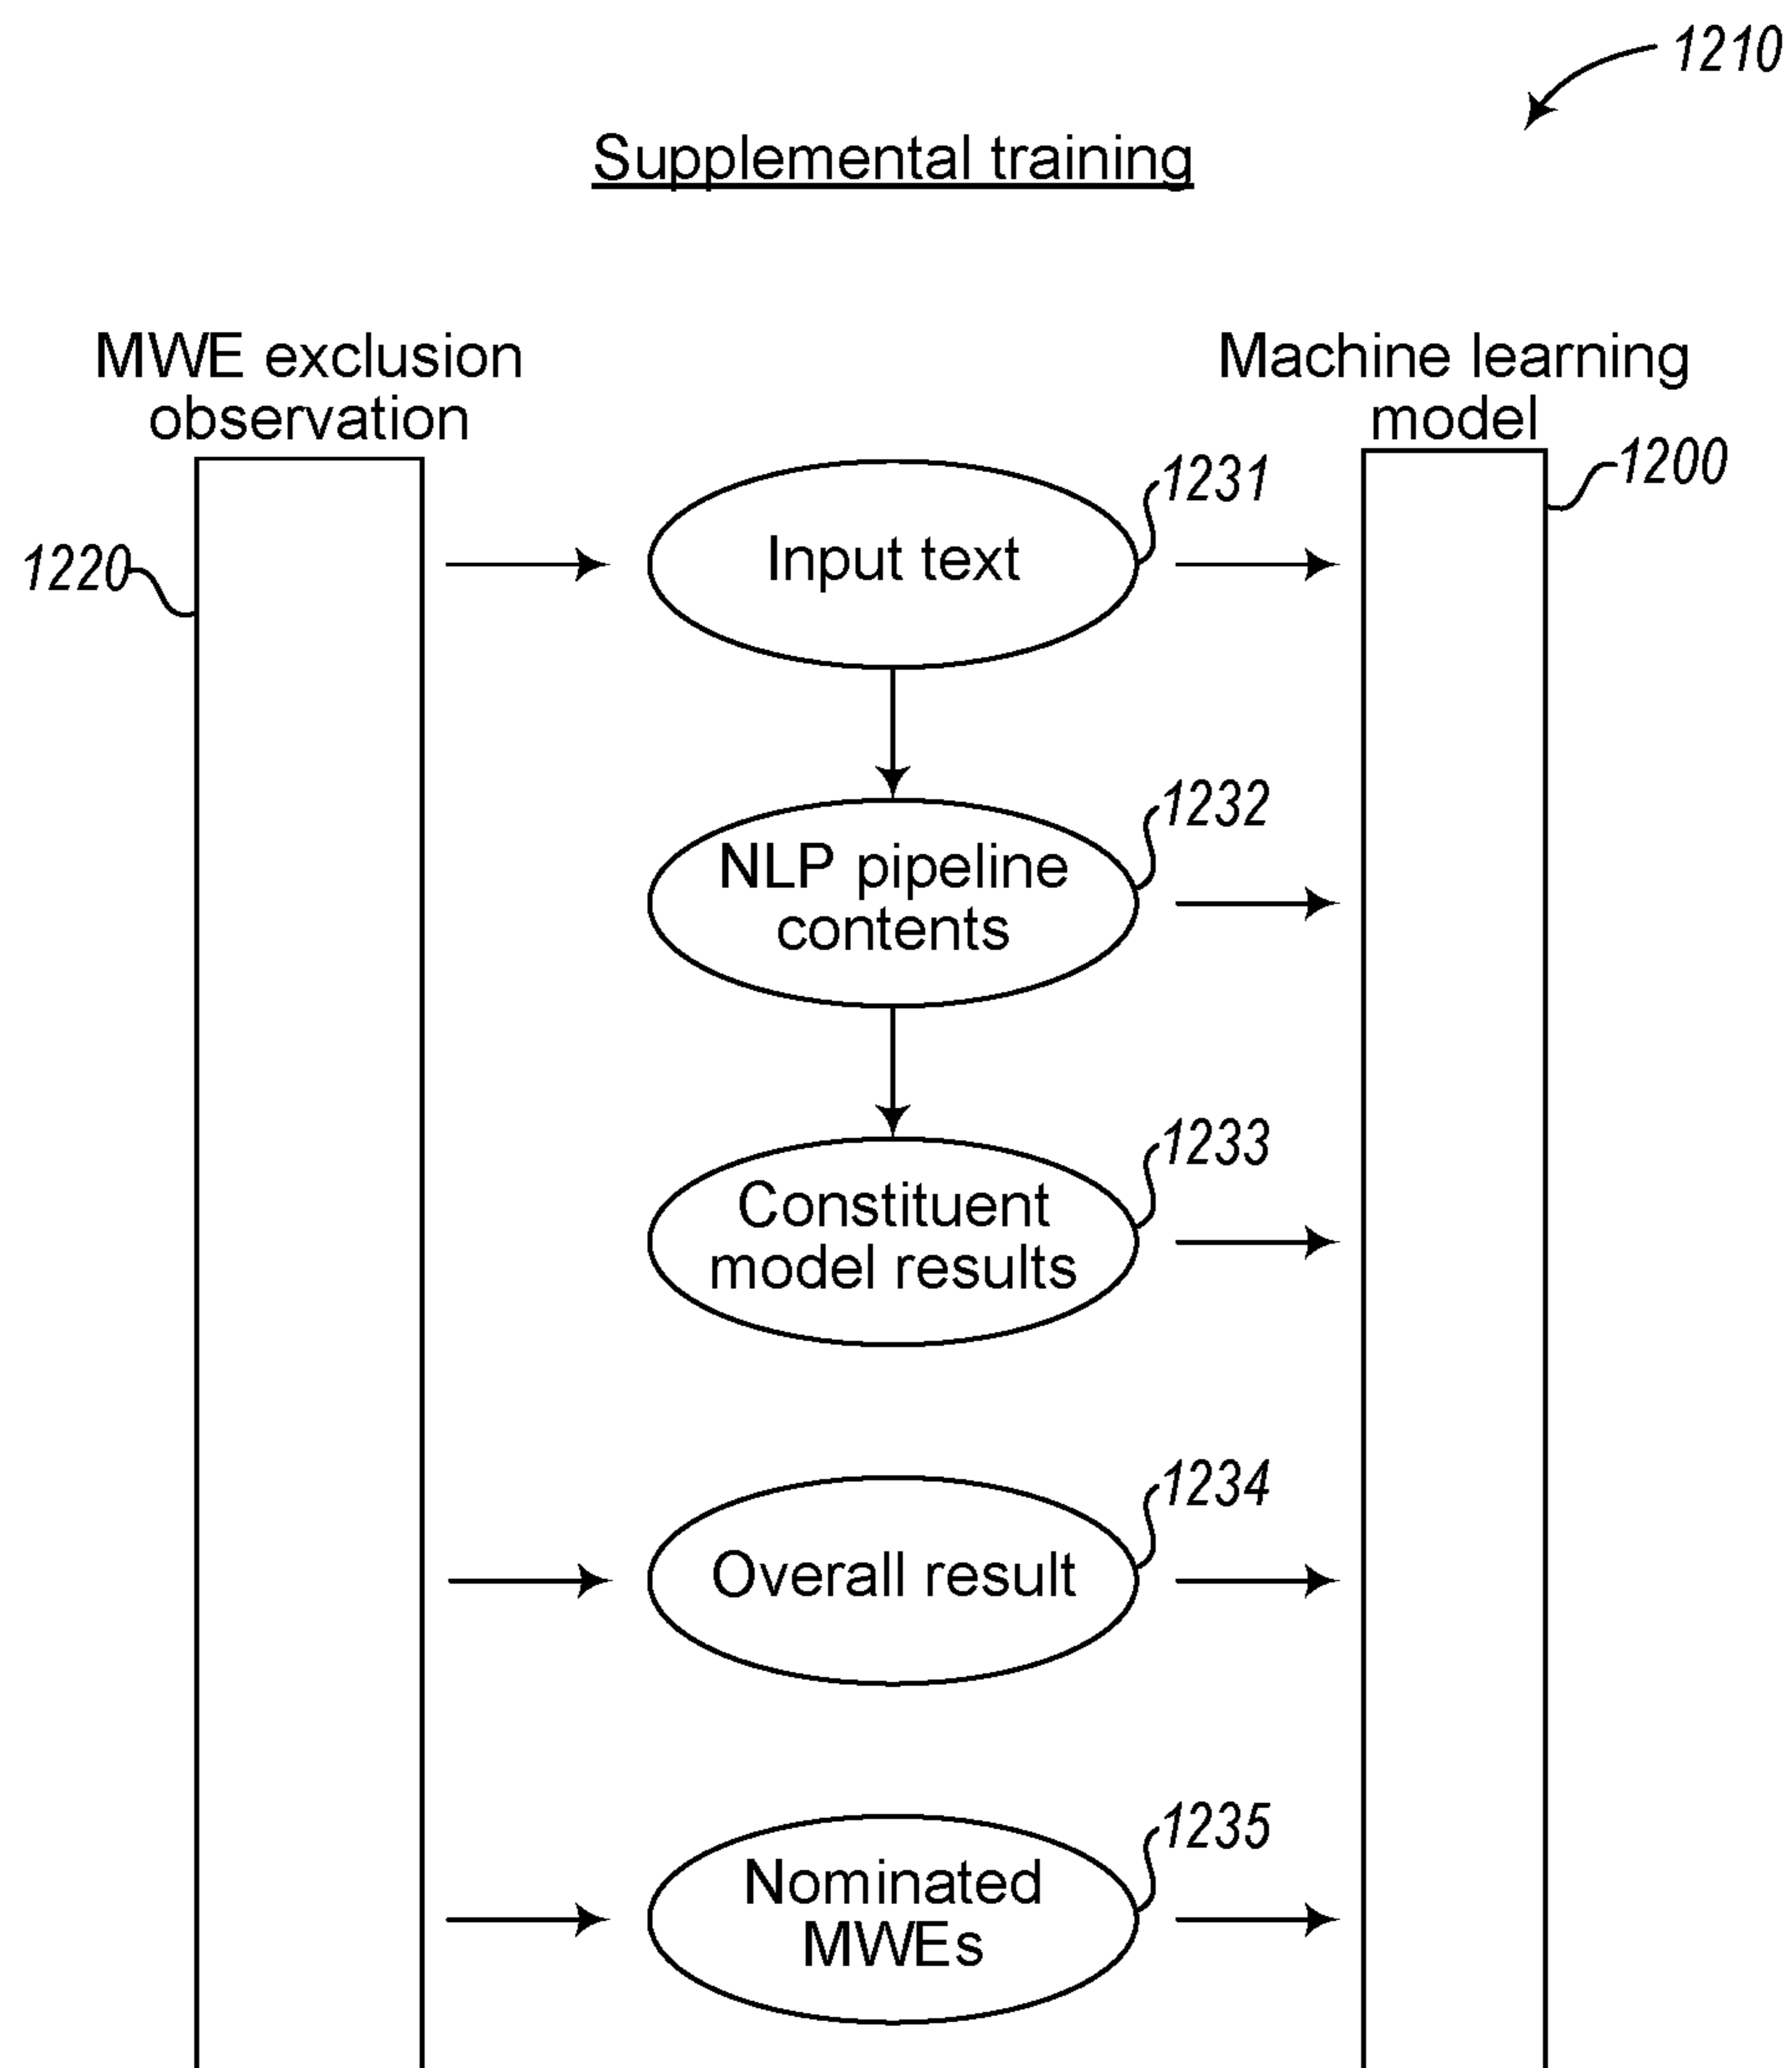 1210
Supplemental training
MWE exclusion
observation
Machine learning
model
1200
1220
Input text
1231
NLP pipeline
contents
1232
Constituent
model results
1233
Overall result
1234
Nominated
MWEs
1235